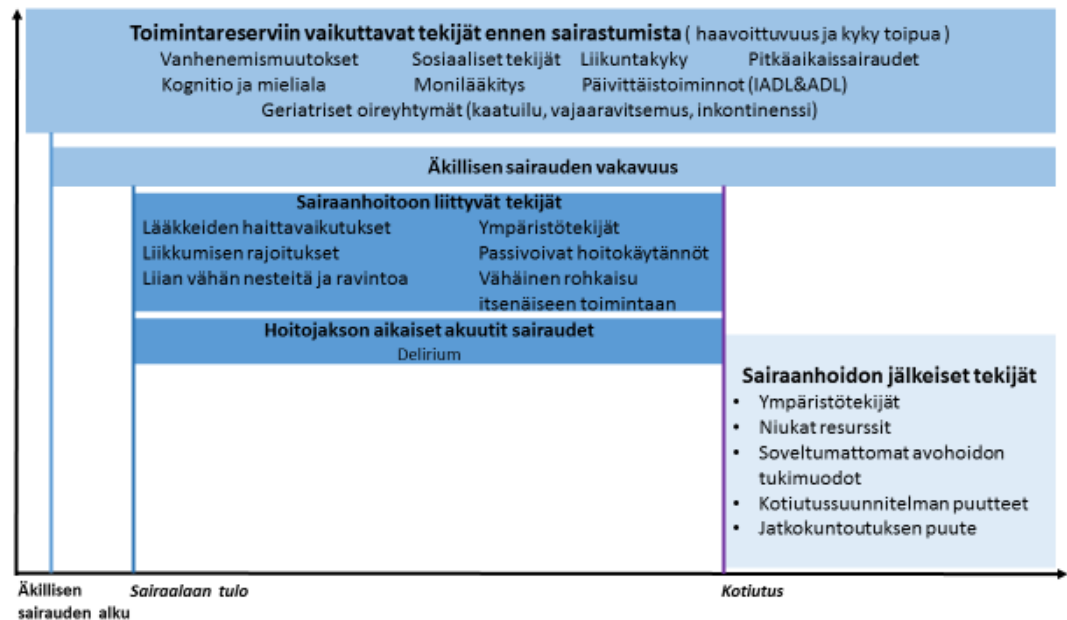 Toimintareserviin vaikuttavat tekijät ennen sairastumista ( haavoittuvuus ja kyky toipua )
Vanhenemismuutokset Sosiaaliset tekijät Liikuntakyky Pitkäaikaissairaudet
Kognitio ja mieliala Monilääkitys Päivittäistoiminnot (IADL&ADL)
Geriatriset oireyhtymät (kaatuilu, vajaaravitsemus, inkontinenssi)
Äkillisen sairauden vakavuus
Sairaanhoitoon liittyvät tekijät
Lääkkeiden haittavaikutukset
Liikkumisen rajoitukset
Liian vähän nesteitä ja ravintoa
Ympäristötekijät
Passivoivat hoitokäytännöt
Vähäinen rohkaisu
itsenäiseen toimintaan
Hoitojakson aikaiset akuutit sairaudet
Delirium
Sairaanhoidon jälkeiset tekijät
• Ympäristötekijät
• Niukat resurssit
• Soveltumattomat avohoidon
tukimuodot
• Kotiutussuunnitelman puutteet
• Jatkokuntoutuksen puute
Äkillisen
sairauden alku
Sairaalaan tulo
Kotiutus